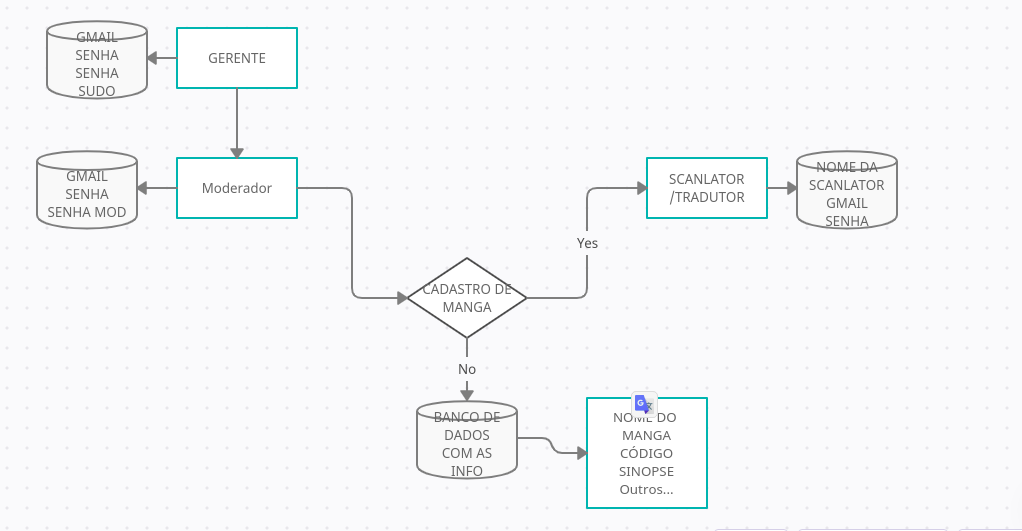 GMAIL
SENHA
SENHA
SUDO
GERENTE
GMAIL
SENHA
SENHA MOD
Moderador
SCANLATOR
/TRADUTOR
NOME DA
SCANLATOR
GMAIL
SENHA
Yes
CADASTRO DE
MANGA
No
BANCO DE
DADOS
COM AS
INFO
NOME DO
MANGA
CÓDIGO
SINOPSE
Outros...